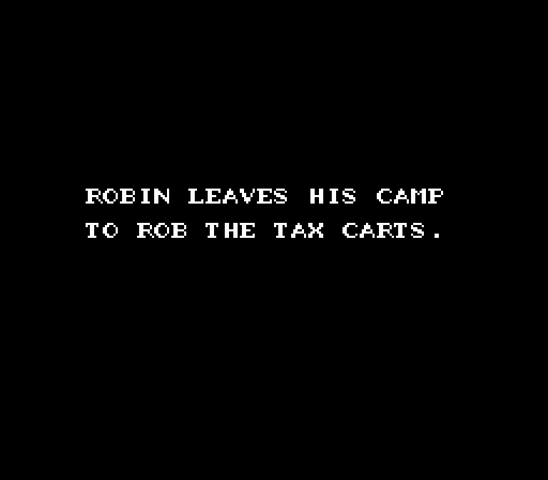 ROBIN LEAVES HIS CAMP
TO ROB THE TAX CARTS.